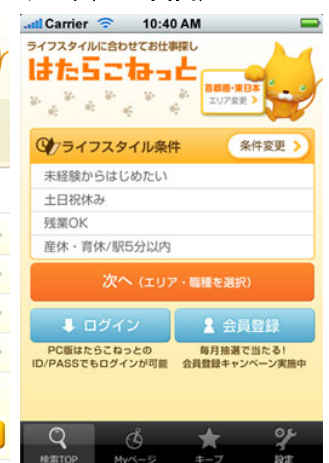 Carrier 10:40 AM
ライフスタイルに合わせてお仕事探し
はたらこねっと
首都圏・東日本
エリア変更
ライフスタイル条件
条件変更
未経験からはじめたい
土日祝休み
残業OK
産休・育休/駅5分以内
次へ（エリア・職種を選択）
ログイン
会員登録
PC版はたらこねっとの
ID/PASSでもログインが可能
毎月抽選で当たる!
会員登録キャンペーン実施中
検索TOP
Myページ
キープ
設定